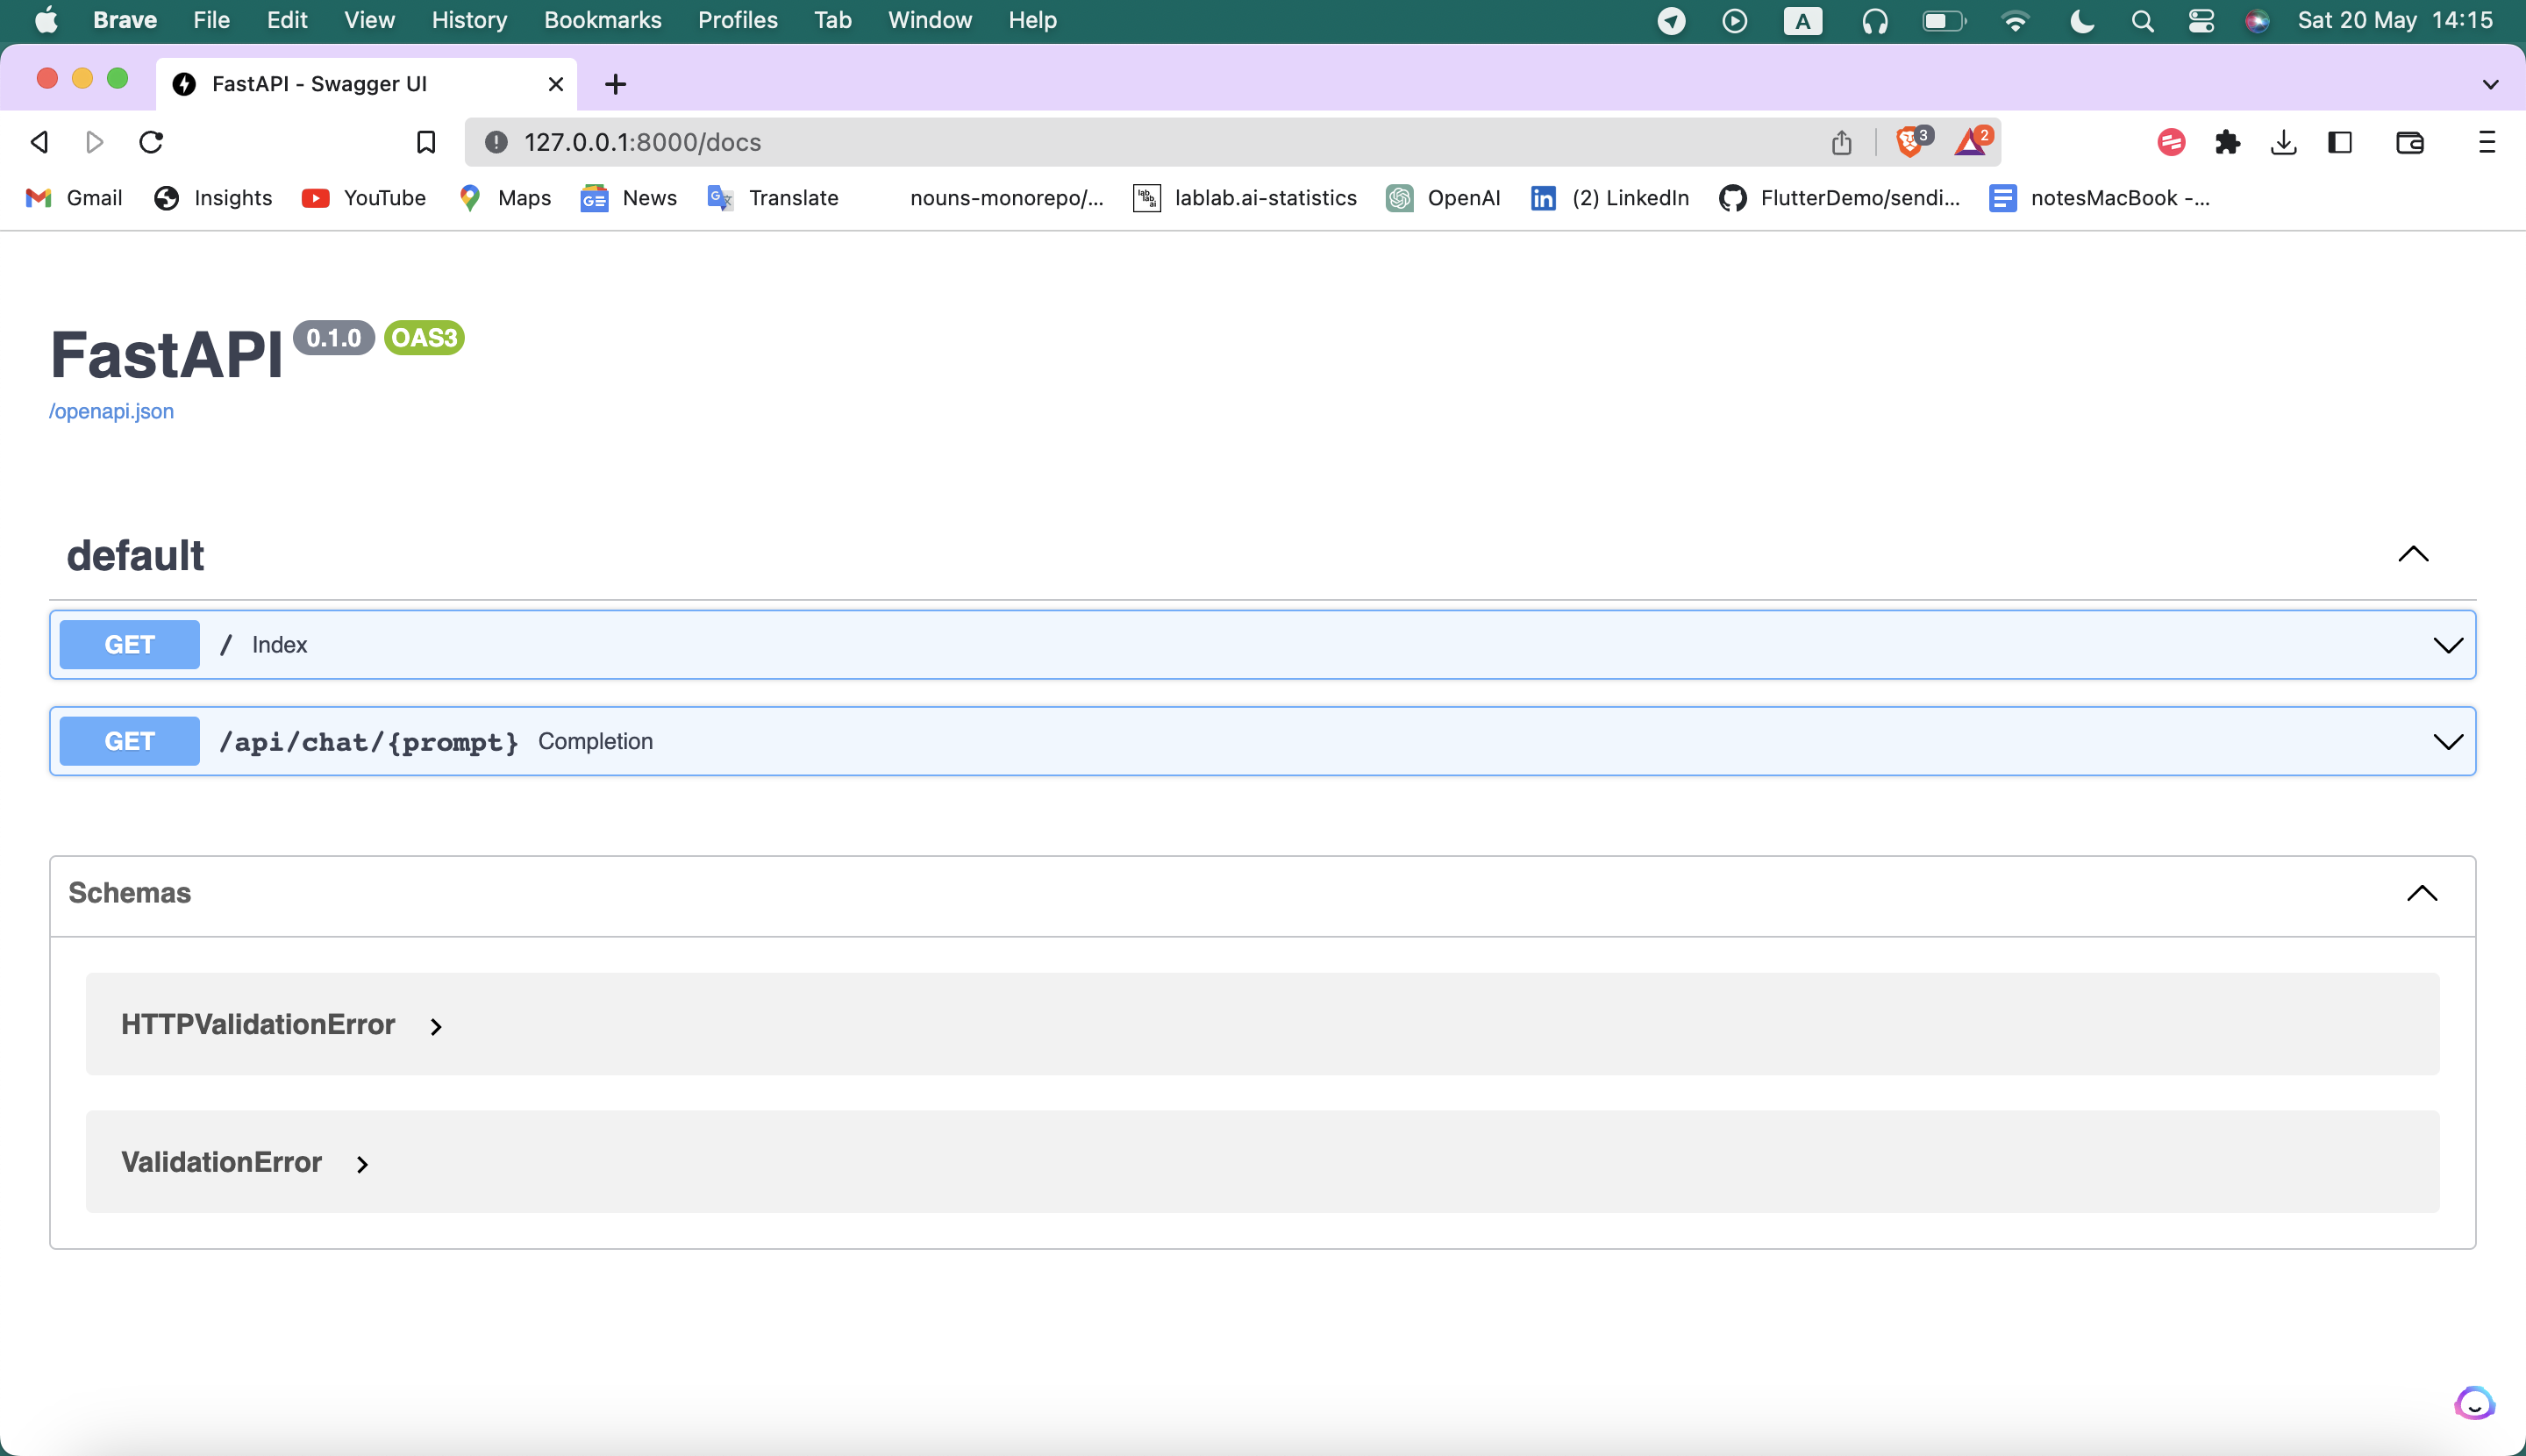 Brave File Edit View History Bookmarks Profiles Tab Window Help A Sat 20 May 14:15
FastAPI - Swagger UI
127.0.0.1:8000/docs 3 2
Gmail Insights YouTube Maps GE News Translate nouns-monorepo/... lablab.ai-statistics OpenAI in (2) LinkedIn FlutterDemo/sendi... notesMacBook -...
FastAPI 0.1.0 OAS3
/openapi.json
default
GET / Index
GET /api/chat/{prompt} Completion
Schemas
HTTPValidationError
ValidationError